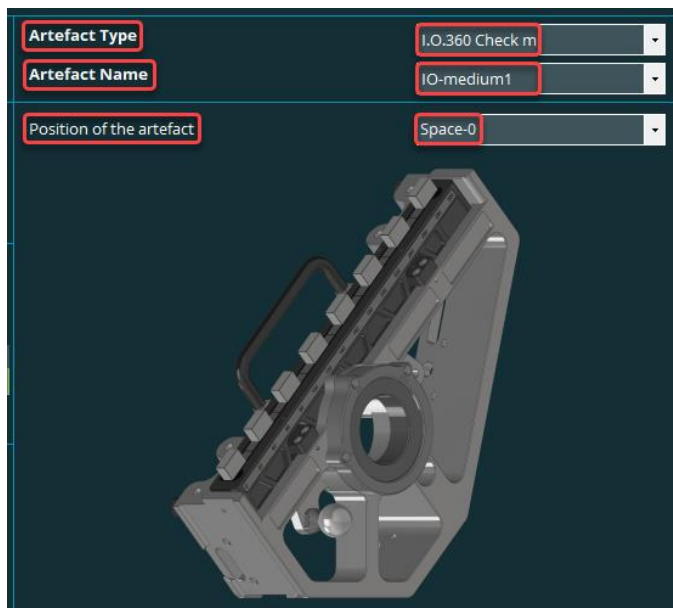 Artefact Type
I.O.360 Check m
Artefact Name
IO-medium1
Position of the artefact
Space-0